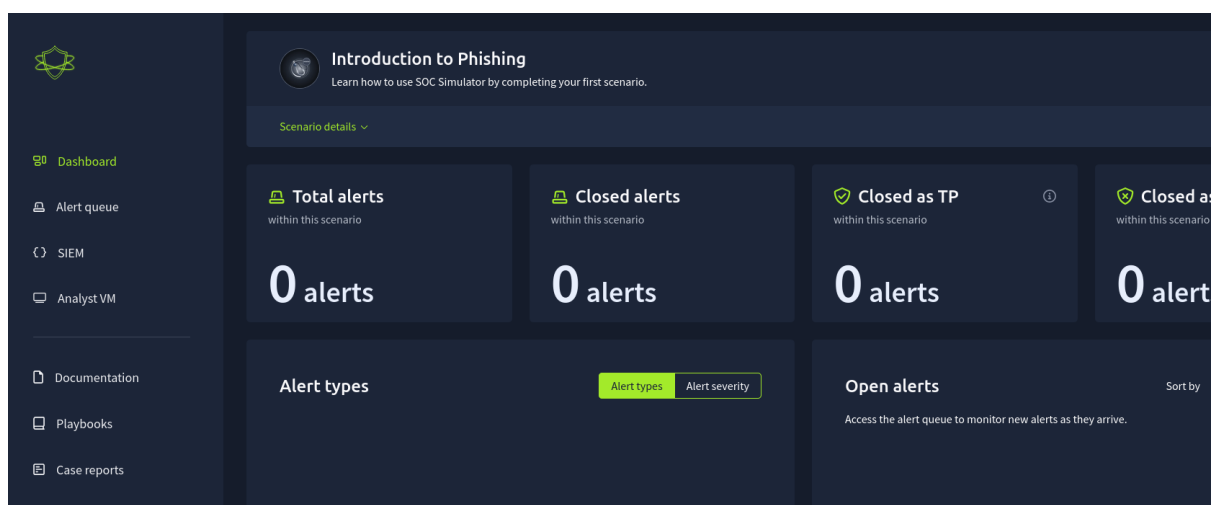 Introduction to Phishing
Learn how to use SOC Simulator by completing your first scenario.
Scenario details
Dashboard
Alert queue
SIEM
Analyst VM
Documentation
Playbooks
Case reports
Total alerts
within this scenario
0 alerts
Closed alerts
within this scenario
0 alerts
Closed as TP
within this scenario
0 alerts
Closed as
within this scenario
0 alert
Alert types
Alert types
Alert severity
Open alerts
Sort by
Access the alert queue to monitor new alerts as they arrive.